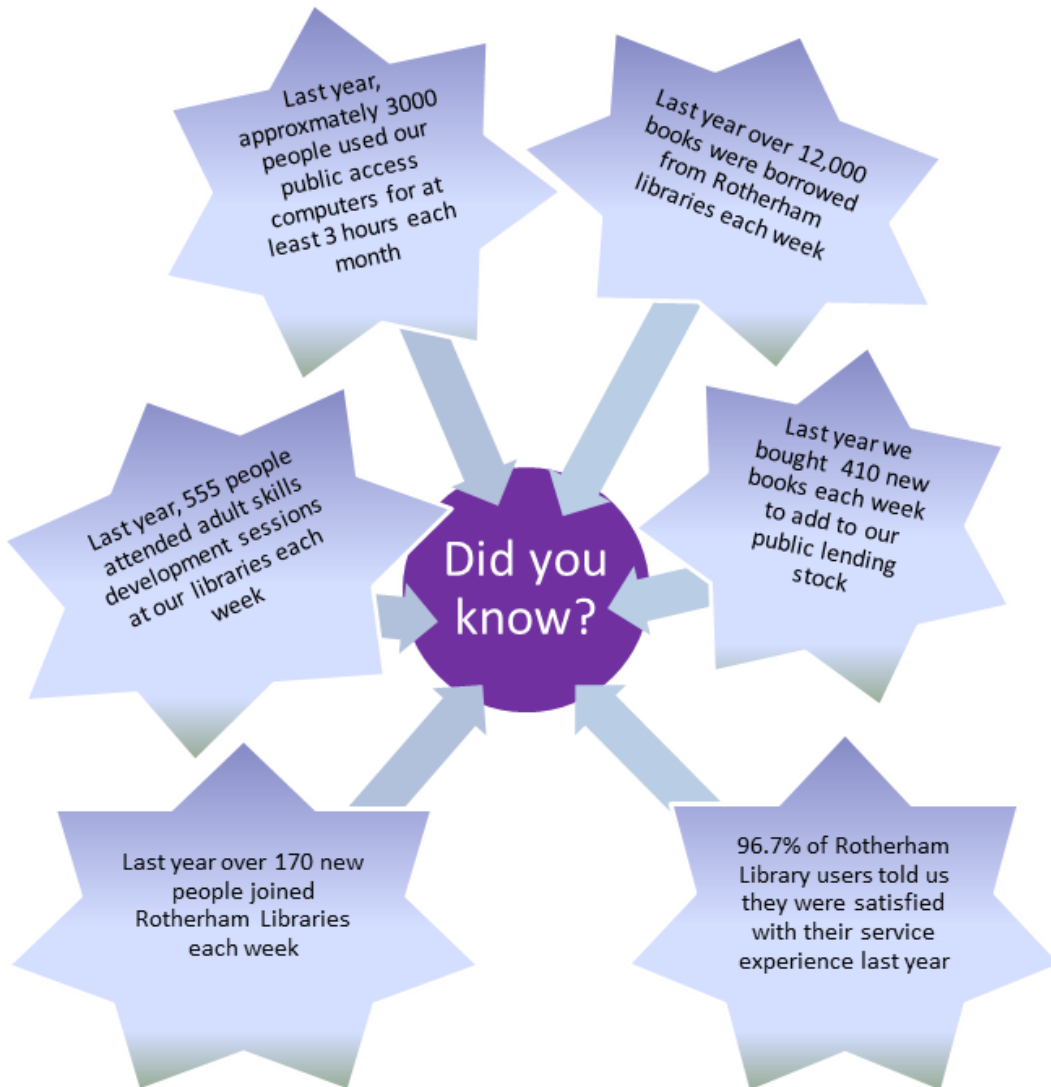 Last year,
approxmately 3000
people used our
public access
computers for at
least 3 hours each
month
Last year over 12,000
books were borrowed
from Rotherham
libraries each week
Last year, 555 people
attended adult skills
development sessions
at our libraries each
week
Did you
know?
Last year we
bought 410 new
books each week
to add to our
public lending
stock
Last year over 170 new
people joined
Rotherham Libraries
each week
96.7% of Rotherham
Library users told us
they were satisfied
with their service
experience last year